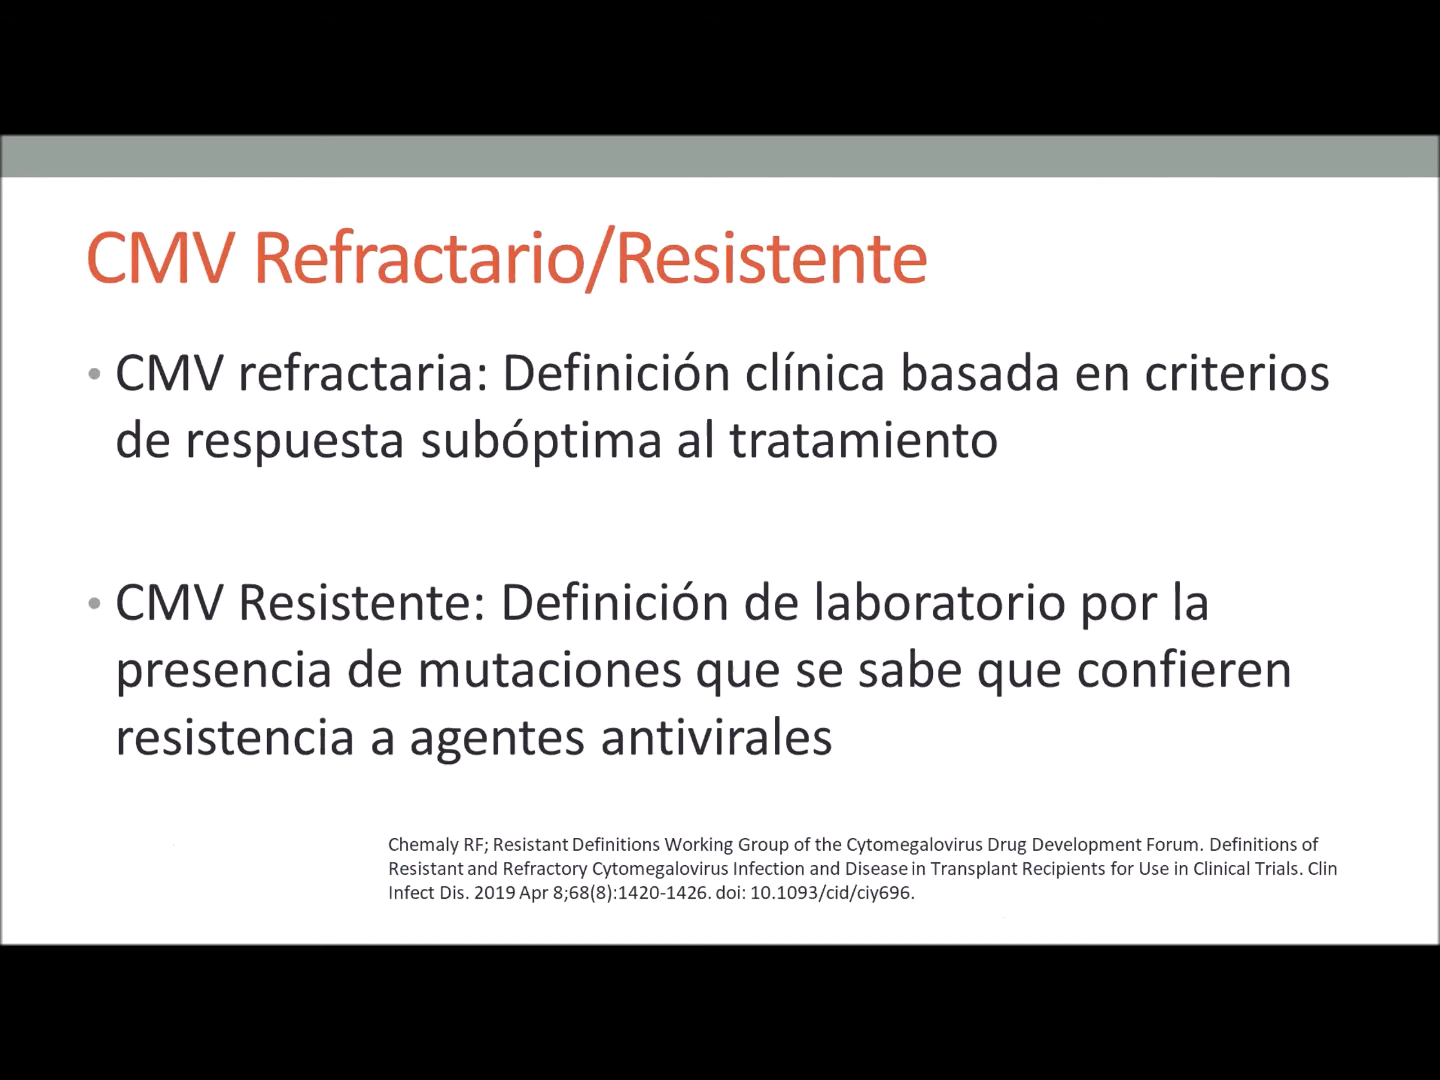 CMV Refractario/Resistente
• CMV refractaria: Definición clínica basada en criterios
de respuesta subóptima al tratamiento
• CMV Resistente: Definición de laboratorio por la
presencia de mutaciones que se sabe que confieren
resistencia a agentes antivirales
Chemaly RF; Resistant Definitions Working Group of the Cytomegalovirus Drug Development Forum. Definitions of
Resistant and Refractory Cytomegalovirus Infection and Disease in Transplant Recipients for Use in Clinical Trials. Clin
Infect Dis. 2019 Apr 8;68(8):1420-1426. doi: 10.1093/cid/ciy696.